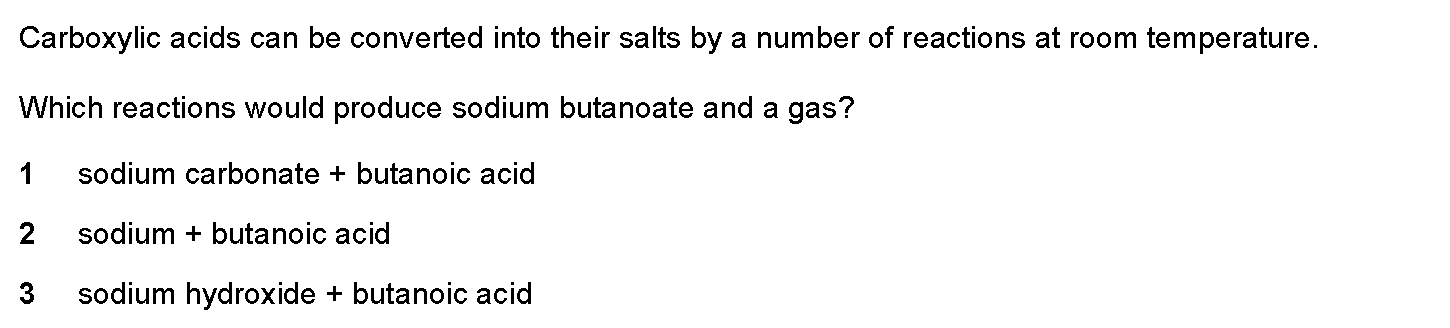 Carboxylic acids can be converted into their salts by a number of reactions at room temperature.
Which reactions would produce sodium butanoate and a gas?
1 sodium carbonate + butanoic acid
2 sodium + butanoic acid
3 sodium hydroxide + butanoic acid